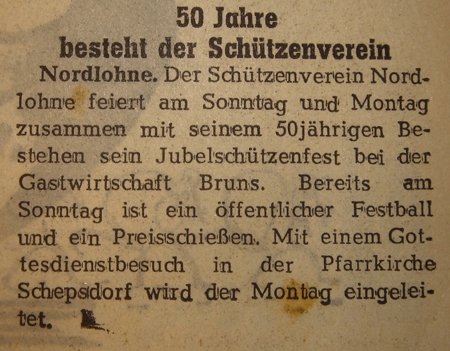 50 Jahre
besteht der Schützenverein
Nordlohne. Der Schützenverein Nord-
lohne feiert am Sonntag und Montag
zusammen mit seinem 50jährigen Be-
stehen sein Jubelschützenfest bei der
Gastwirtschaft Bruns. Bereits am
Sonntag ist ein öffentlicher Festball
und ein Preisschießen. Mit einem Got-
tesdienstbesuch in der Pfarrkirche
Schepsdorf wird der Montag eingelei-
tet.